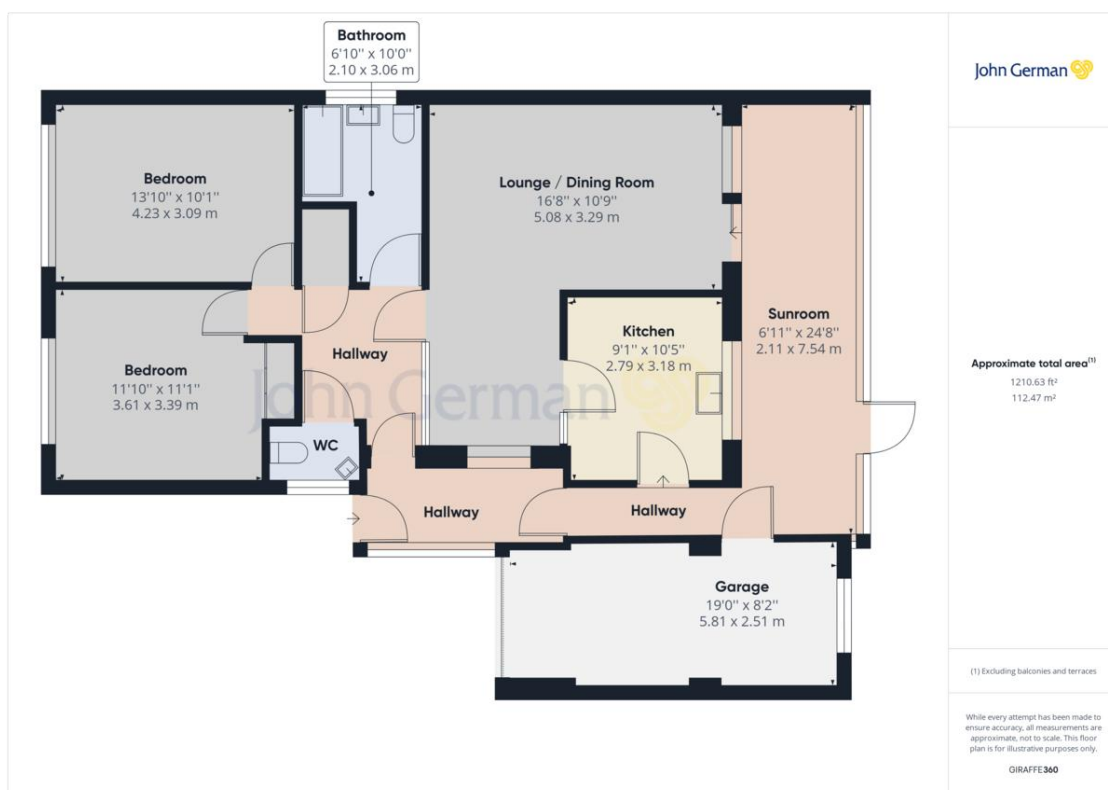 Bathroom
6'10'' x 10'0''
2.10 x 3.06 m
Bedroom
13'10'' x 10'1''
4.23 x 3.09 m
Lounge / Dining Room
16'8'' x 10'9''
5.08 x 3.29 m
Sunroom
6'11'' x 24'8''
2.11 x 7.54 m
Kitchen
9'1'' x 10'5''
2.79 x 3.18 m
Hallway
Bedroom
11'10'' x 11'1''
3.61 x 3.39 m
John German
WC
Hallway
Hallway
Garage
19'0'' x 8'2''
5.81 x 2.51 m
John German
Approximate total area(1)
1210.63 ft²
112.47 m²
(1) Excluding balconies and terraces
While every attempt has been made to
ensure accuracy, all measurements are
approximate, not to scale. This floor
plan is for illustrative purposes only.
GIRAFFE360